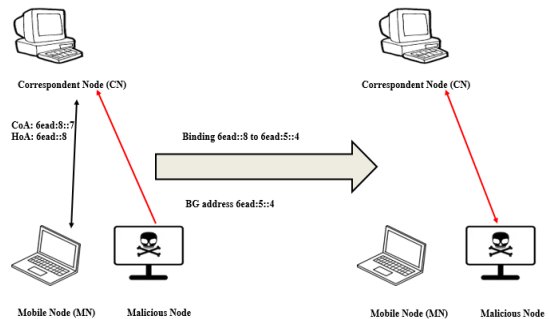 Correspondent Node (CN)
Correspondent Node (CN)
CoA: 6ead:8::7
HoA: 6ead::8
Binding 6ead::8 to 6ead:5::4
BG address 6ead:5::4
Mobile Node (MN)
Malicious Node
Mobile Node (MN)
Malicious Node